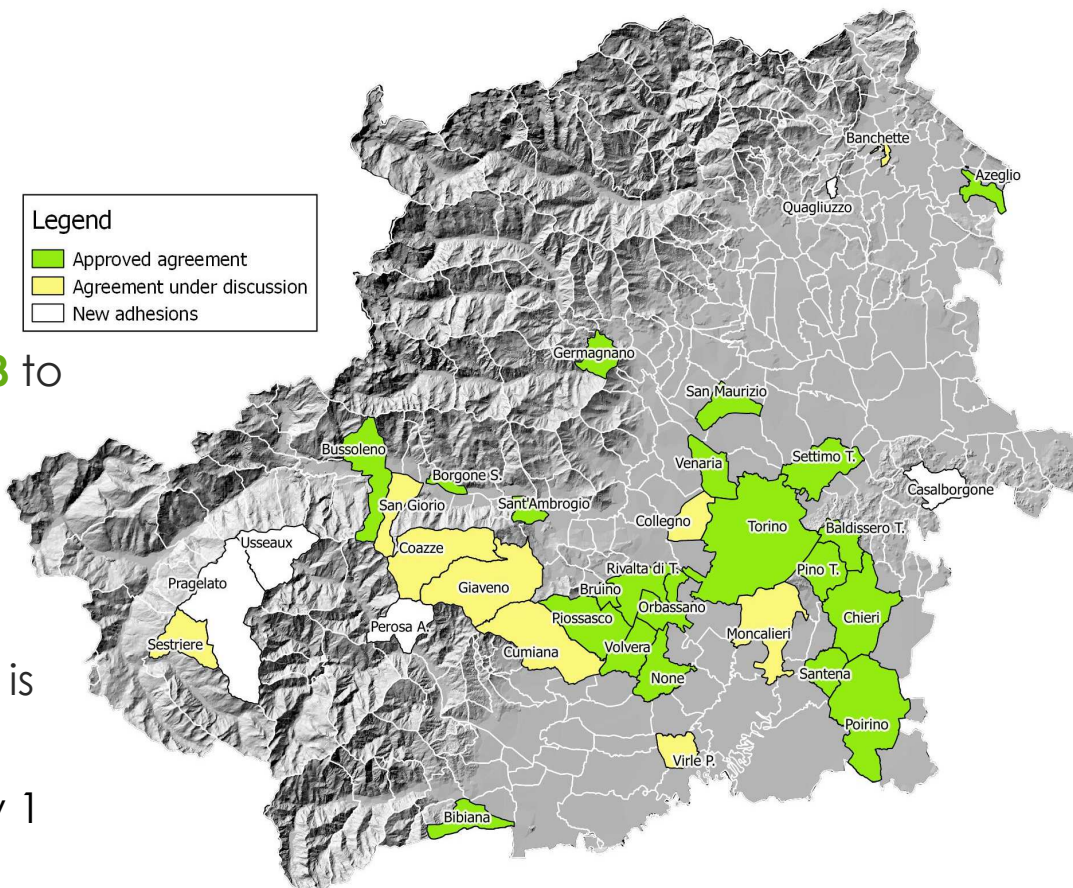 Legend
Approved agreement
Agreement under discussion
New adhesions
to
is
1
Banchette
Azeglio
Quagliuzzo
Germagnano
San Maurizio
Bussoleno
Venaria
Settimo T.
Borgone S.
Casalborgone
San Giorio
Sant'Ambrogio
Collegno
Torino
Baldissero T.
Usseaux
Coazze
Pragelato
Giaveno
Rivalta di T.
Pino T.
Bruino
Orbassano
Perosa A.
Piossasco
Chieri
Sestriere
Moncalieri
Cumiana
Volvera
None
Santena
Poirino
Virle P.
Bibiana